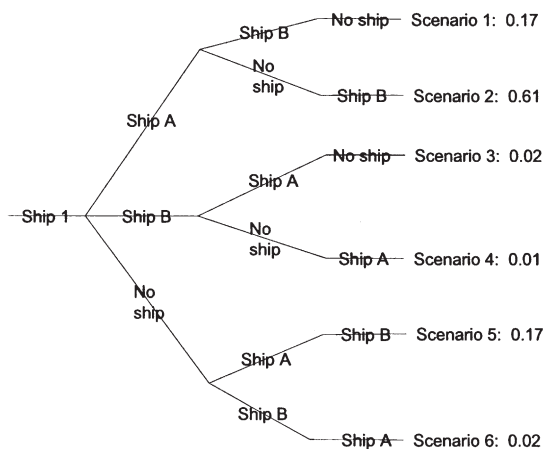 Ship B
No ship
Scenario 1: 0.17
No
ship
Ship B
Scenario 2: 0.61
Ship A
No ship
Scenario 3: 0.02
Ship A
Ship 1
Ship B
No
ship
Ship A
Scenario 4: 0.01
No
ship
Ship B
Scenario 5: 0.17
Ship A
Ship B
Ship A
Scenario 6: 0.02